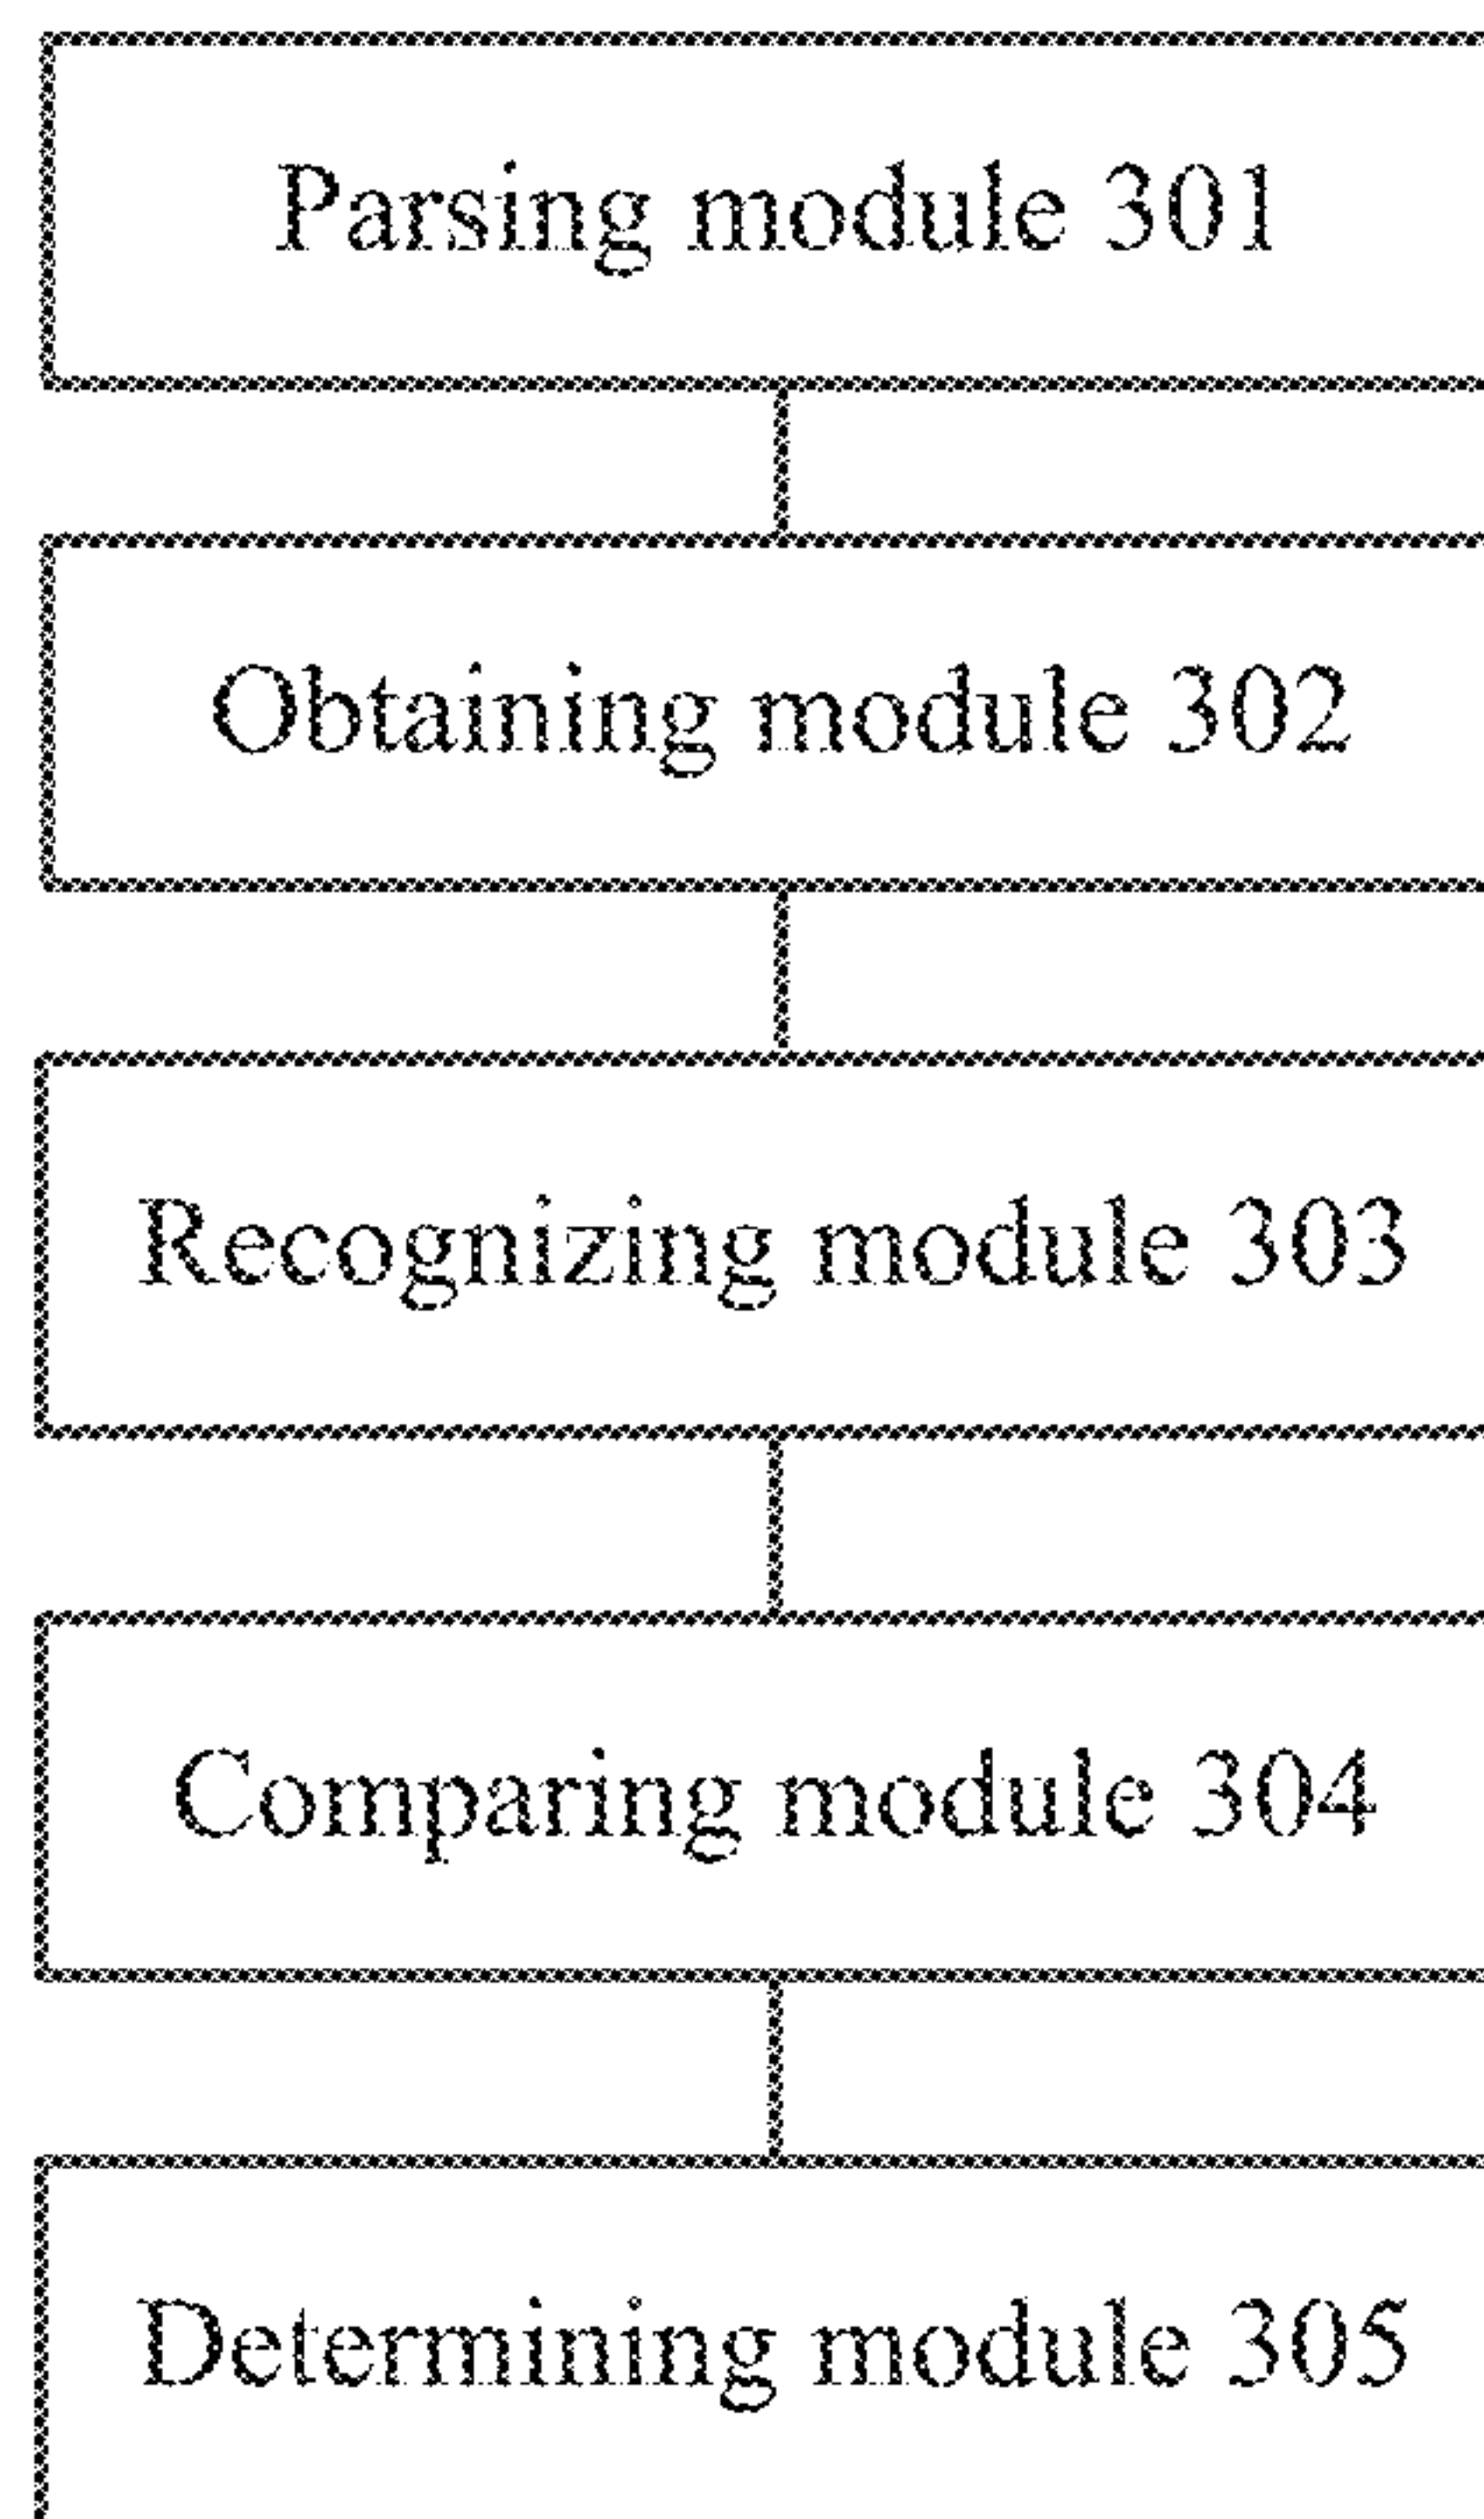 Parsing module 301
Obtaining module 302
Recognizing module 303
Comparing module 304
Determining module 305